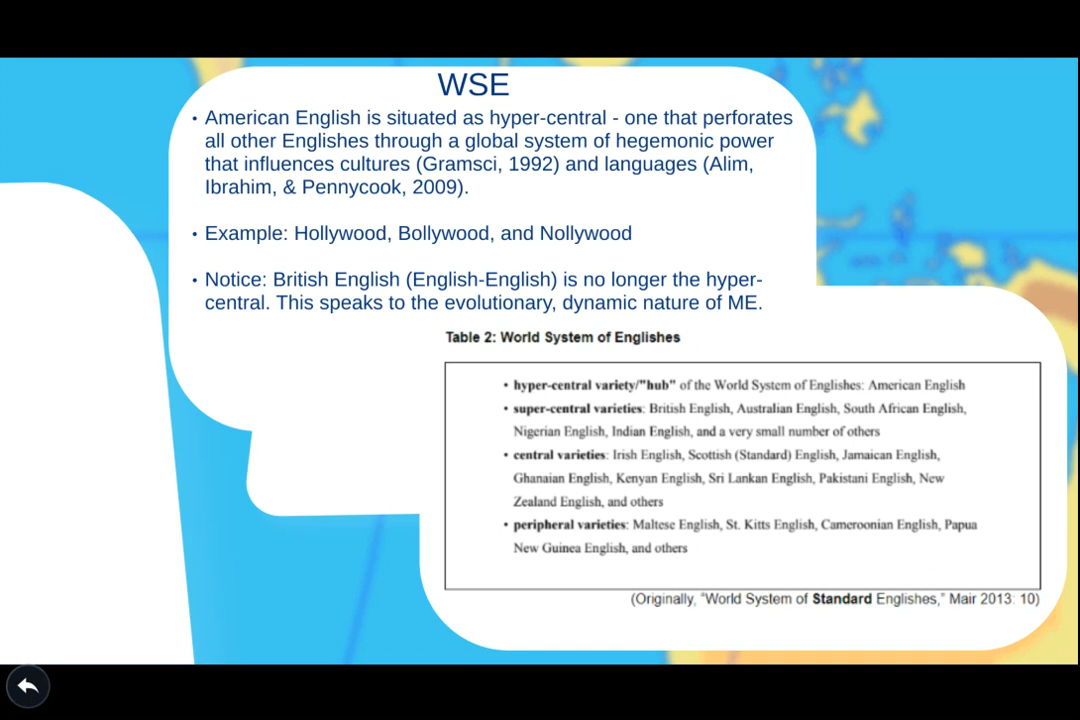 WSE
• American English is situated as hyper-central - one that perforates
all other Englishes through a global system of hegemonic power
that influences cultures (Gramsci, 1992) and languages (Alim,
Ibrahim, & Pennycook, 2009).
• Example: Hollywood, Bollywood, and Nollywood
• Notice: British English (English-English) is no longer the hyper-
central. This speaks to the evolutionary, dynamic nature of ME.
Table 2: World System of Englishes
• hyper-central variety/"hub" of the World System of Englishes: American English
• super-central varieties: British English, Australian English, South African English,
Nigerian English, Indian English, and a very small number of others
• central varieties: Irish English, Scottish (Standard) English, Jamaican English,
Ghanaian English, Kenyan English, Sri Lankan English, Pakistani English, New
Zealand English, and others
• peripheral varieties: Maltese English, St. Kitts English, Cameroonian English, Papua
New Guinea English, and others
(Originally, "World System of Standard Englishes," Mair 2013: 10)